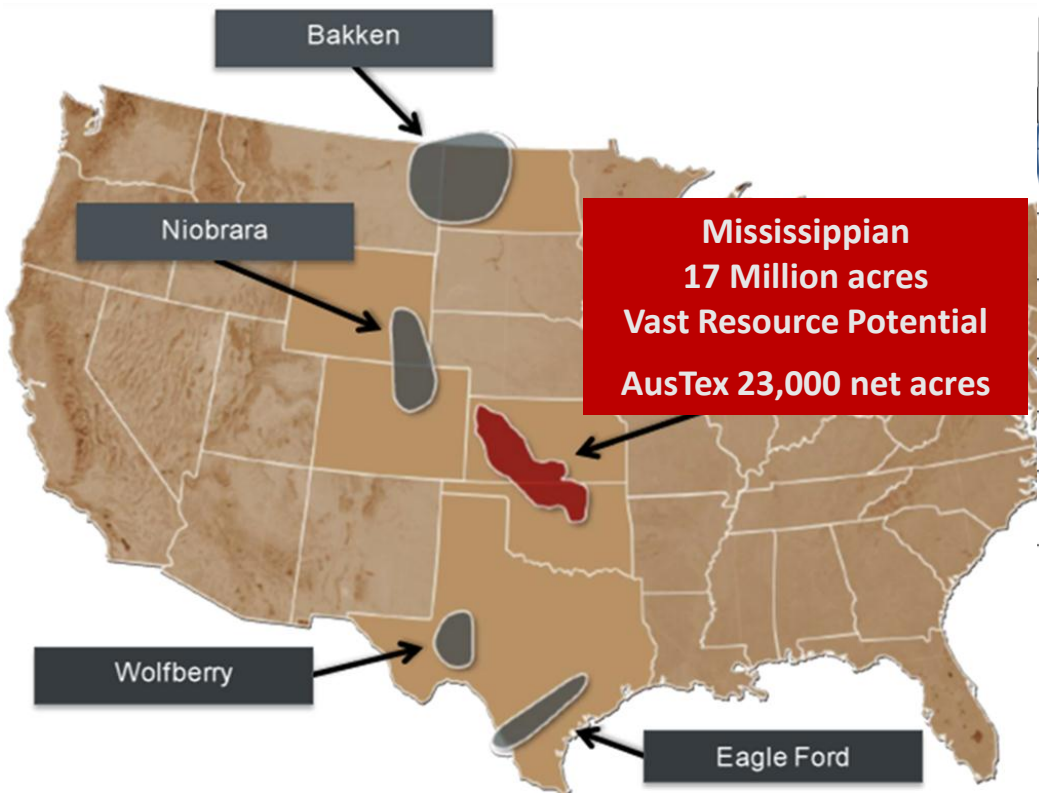 Bakken
Niobrara
Mississippian
17 Million acres
Vast Resource Potential
AusTex 23,000 net acres
Wolfberry
Eagle Ford